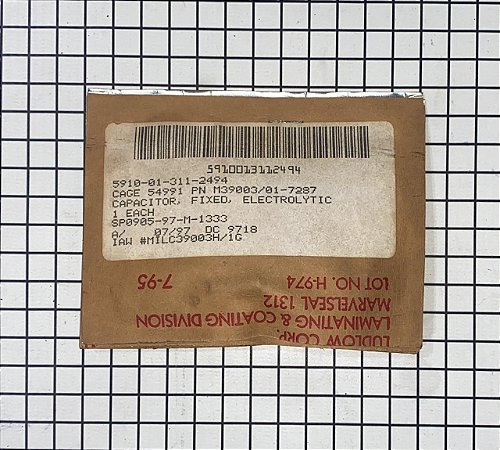 5910013112494
5910-01-311-2494
CAGE 54991 PN M39003/01-7287
CAPACITOR, FIXED, ELECTROLYTIC
1 EACH
SP0905-97-M-1333
A/ 07/97 DC 9718
IAW #MILC39003H/1G
LUDLOW CORP.
LAMINATING & COATING DIVISION
MARVELSEAL 1312
LOT NO. H-974 7-95